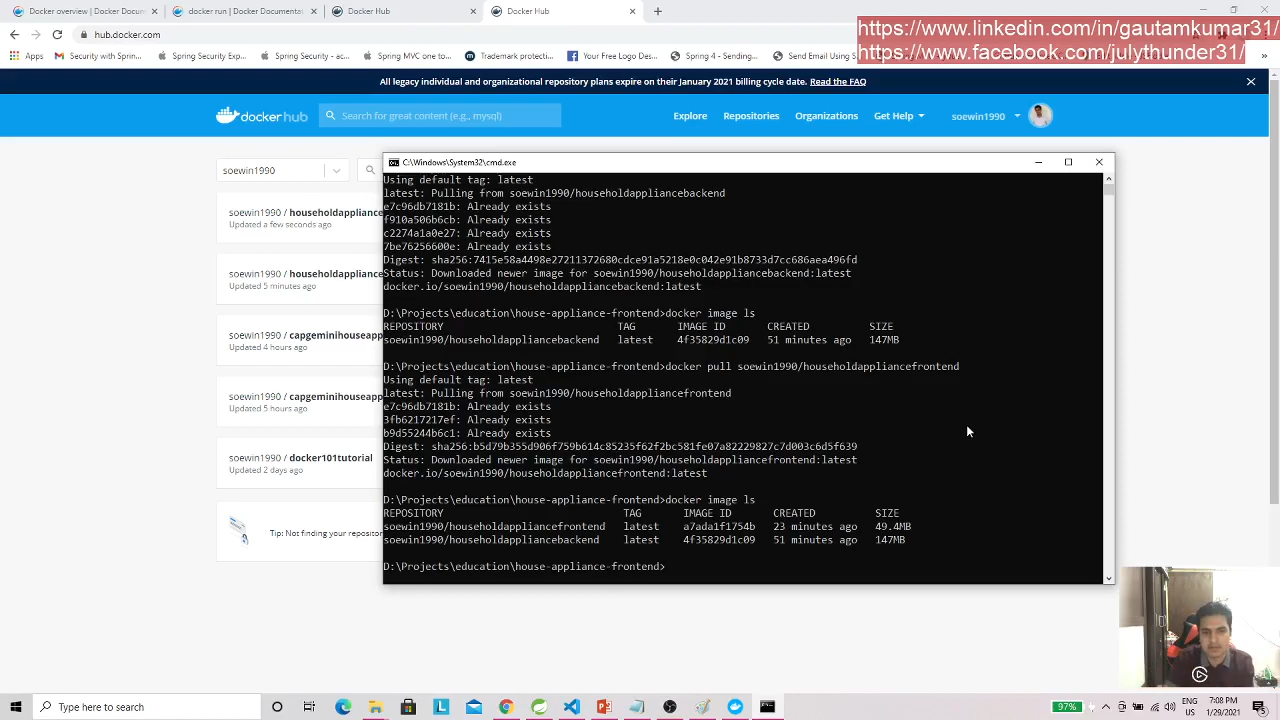 Docker overview | Docker Docume
docker run | Docker Documentat
Docker Hub
Docker Hub
hub.docker.com
https://www.linkedin.com/in/gautamkumar31/
https://www.facebook.com/julythunder31/
Apps
Security with Spring
Spring Security Exp...
Spring Security - ac...
Spring MVC one to...
Trademark protectio...
Your Free Logo Des...
Spring 4 - Sending...
Send Email Using S
All legacy individual and organizational repository plans expire on their January 2021 billing cycle date. Read the FAQ
docker hub
Search for great content (e.g., mysql)
Explore
Repositories
Organizations
Get Help
soewin1990
soewin1990
soewin1990 / householdappliance
Updated a few seconds ago
soewin1990 / householdappliance
Updated 5 minutes ago
soewin1990 / capgeminihouseapp
Updated 4 hours ago
soewin1990 / capgeminihouseapp
Updated 5 hours ago
soewin1990 / docker101tutorial
Updated 2 days ago
Tip: Not finding your repositor
C:\Windows\System32\cmd.exe
Using default tag: latest
latest: Pulling from soewin1990/householdappliancebackend
e7c96db7181b: Already exists
f910a506b6cb: Already exists
c2274a1a0e27: Already exists
7be76256600e: Already exists
Digest: sha256:7415e58a4498e27211372680cdce91a5218e0c042e91b8733d7cc686aea496fd
Status: Downloaded newer image for soewin1990/householdappliancebackend:latest
docker.io/soewin1990/householdappliancebackend:latest
D:\Projects\education\house-appliance-frontend>docker image ls
REPOSITORY TAG IMAGE ID CREATED SIZE
soewin1990/householdappliancebackend latest 4f35829d1c09 51 minutes ago 147MB
D:\Projects\education\house-appliance-frontend>docker pull soewin1990/householdappliancefrontend
Using default tag: latest
latest: Pulling from soewin1990/householdappliancefrontend
e7c96db7181b: Already exists
3fb6217217ef: Already exists
b9d55244b6c1: Already exists
Digest: sha256:b5d79b355d906f759b614c85235f62f2bc581fe07a82229827c7d003c6d5f639
Status: Downloaded newer image for soewin1990/householdappliancefrontend:latest
docker.io/soewin1990/householdappliancefrontend:latest
D:\Projects\education\house-appliance-frontend>docker image ls
REPOSITORY TAG IMAGE ID CREATED SIZE
soewin1990/householdappliancefrontend latest a7ada1f1754b 23 minutes ago 49.4MB
soewin1990/householdappliancebackend latest 4f35829d1c09 51 minutes ago 147MB
D:\Projects\education\house-appliance-frontend>
Type here to search
97%
ENG
US
7:08 PM
1/29/2021